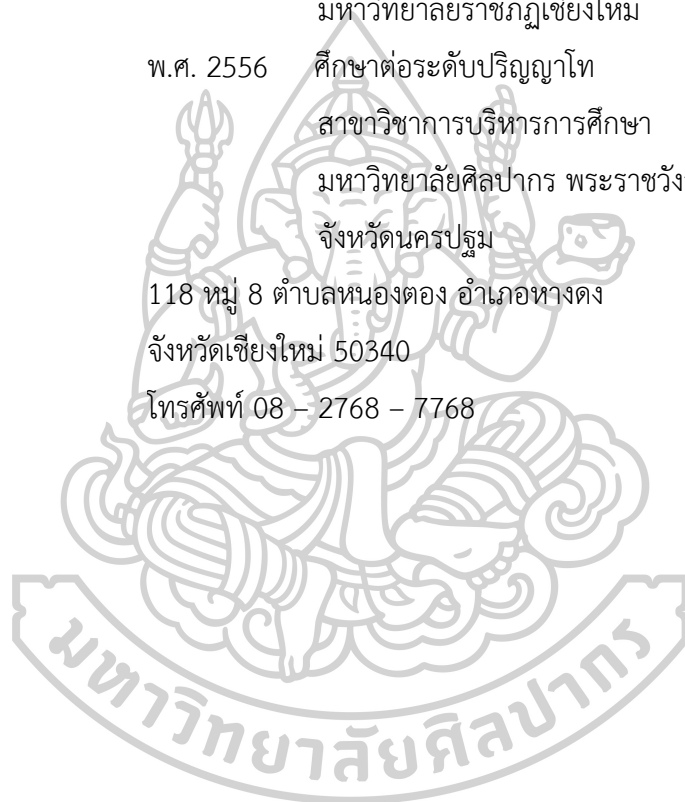 มหาวิทยาลัยราชภัฏเชียงใหม่
พ.ศ. 2556 ศึกษาต่อระดับปริญญาโท
สาขาวิชาการบริหารการศึกษา
มหาวิทยาลัยศิลปากร พระราชวัง
จังหวัดนครปฐม
118 หมู่ 8 ตำบลหนองตอง อำเภอหางดง
จังหวัดเชียงใหม่ 50340
โทรศัพท์ 08 – 2768 – 7768
มหาวิทยาลัยศิลปากร